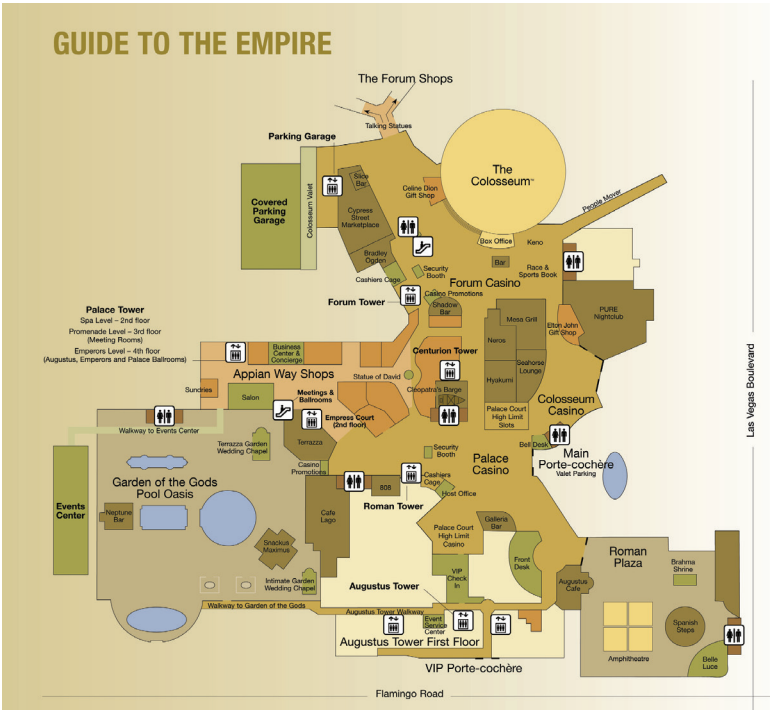 GUIDE TO THE EMPIRE
The Forum Shops
Talking Statues
Parking Garage
The
Colosseum™
Slice
Bar
Celine Dion
Gift Shop
Covered
Parking
Garage
Colosseum Valet
Cypress
Street
Marketplace
People Mover
Box Office
Keno
Bradley
Ogden
Security
Booth
Bar
Race &
Sports Book
Cashiers Cage
Forum Casino
Casino Promotions
Forum Tower
Shadow
Bar
Mesa Grill
Elton John
Gift Shop
PURE
Nightclub
Palace Tower
Spa Level – 2nd floor
Promenade Level – 3rd floor
(Meeting Rooms)
Emperors Level – 4th floor
(Augustus, Emperors and Palace Ballrooms)
Neros
Business
Center &
Concierge
Centurion Tower
Seahorse
Lounge
Appian Way Shops
Statue of David
Hyakumi
Las Vegas Boulevard
Sundries
Salon
Meetings &
Ballrooms
Cleopatra's Barge
Colosseum
Casino
Empress Court
(2nd floor)
Palace Court
High Limit
Slots
Walkway to Events Center
Terrazza Garden
Wedding Chapel
Terrazza
Bell Desk
Main
Porte-cochère
Valet Parking
Security
Booth
Palace
Casino
Casino
Promotions
Garden of the Gods
Pool Oasis
Cashiers
Cage
808
Host Office
Events
Center
Neptune
Bar
Cafe
Lago
Roman Tower
Galleria
Bar
Palace Court
High Limit
Casino
Snackus
Maximus
Roman
Plaza
Front
Desk
Brahma
Shrine
VIP
Check
In
Intimate Garden
Wedding Chapel
Augustus Tower
Augustus
Cafe
Walkway to Garden of the Gods
Augustus Tower Walkway
Event
Service
Center
Spanish
Steps
Augustus Tower First Floor
Amphitheatre
Belle
Luce
VIP Porte-cochère
Flamingo Road